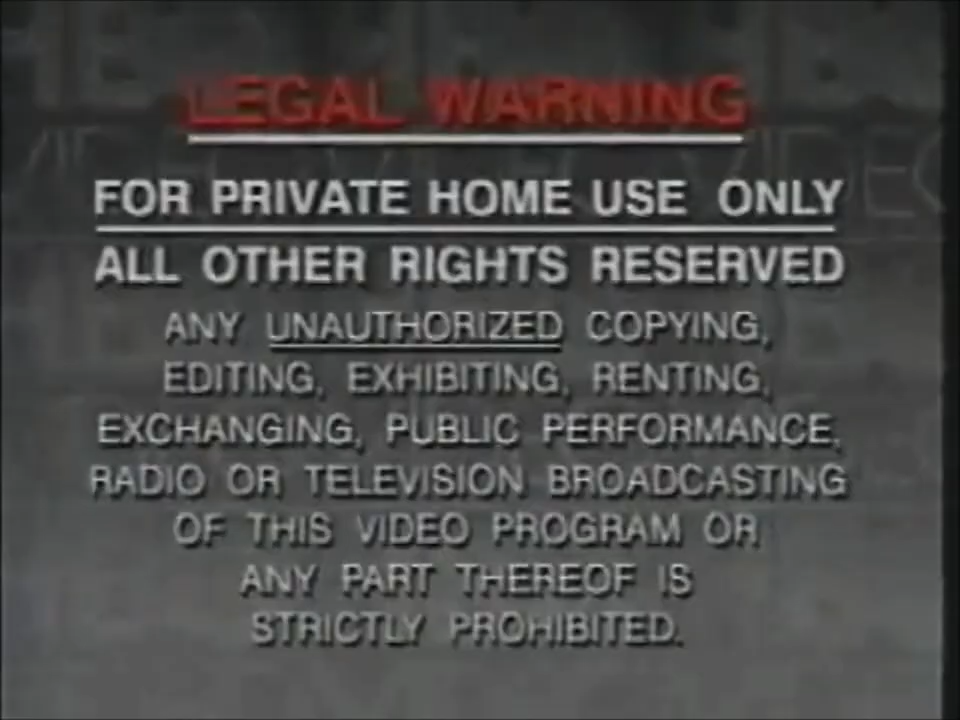 LEGAL WARNING
FOR PRIVATE HOME USE ONLY
ALL OTHER RIGHTS RESERVED
ANY UNAUTHORIZED COPYING,
EDITING, EXHIBITING, RENTING,
EXCHANGING, PUBLIC PERFORMANCE,
RADIO OR TELEVISION BROADCASTING
OF THIS VIDEO PROGRAM OR
ANY PART THEREOF IS
STRICTLY PROHIBITED.